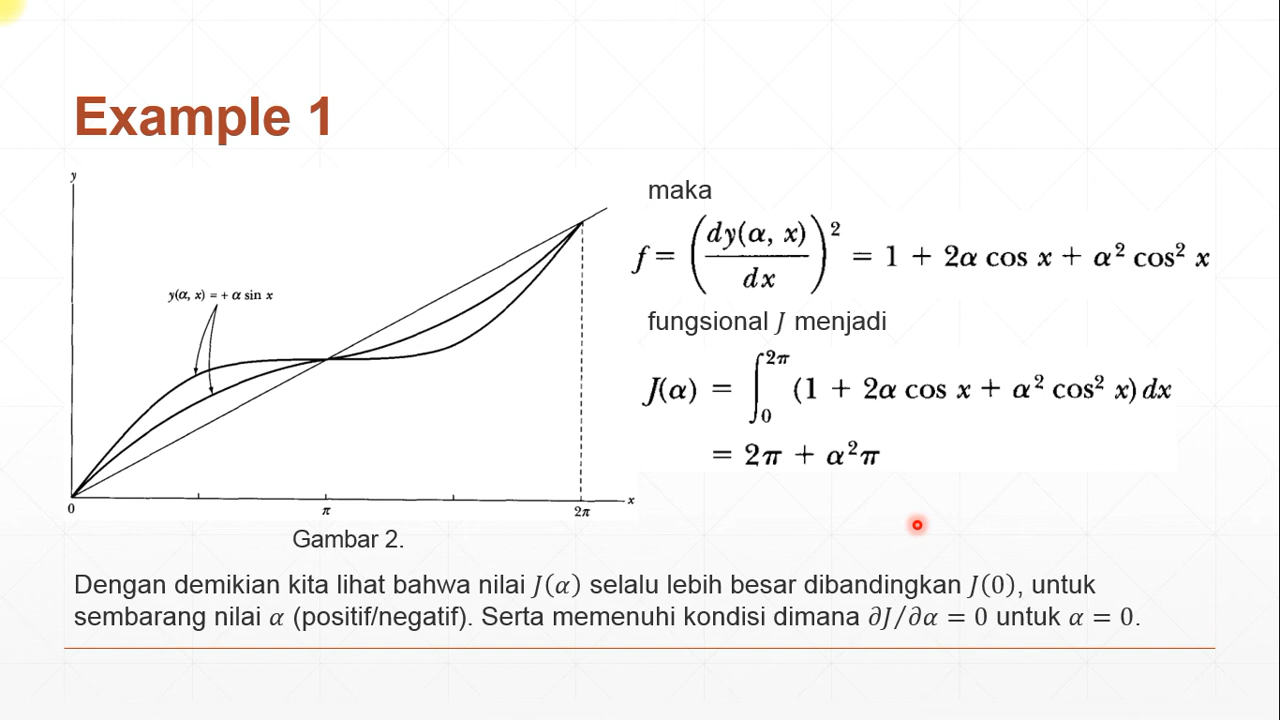 Example 1
y
y(α, x) = + α sin x
0
π
2π
x
Gambar 2.
maka
f = (dy(α, x)/dx)² = 1 + 2α cos x + α² cos² x
fungsional J menjadi
J(α) = ∫₀²π (1 + 2α cos x + α² cos² x) dx
= 2π + α²π
Dengan demikian kita lihat bahwa nilai J(α) selalu lebih besar dibandingkan J(0), untuk
sembarang nilai α (positif/negatif). Serta memenuhi kondisi dimana ∂J/∂α = 0 untuk α = 0.